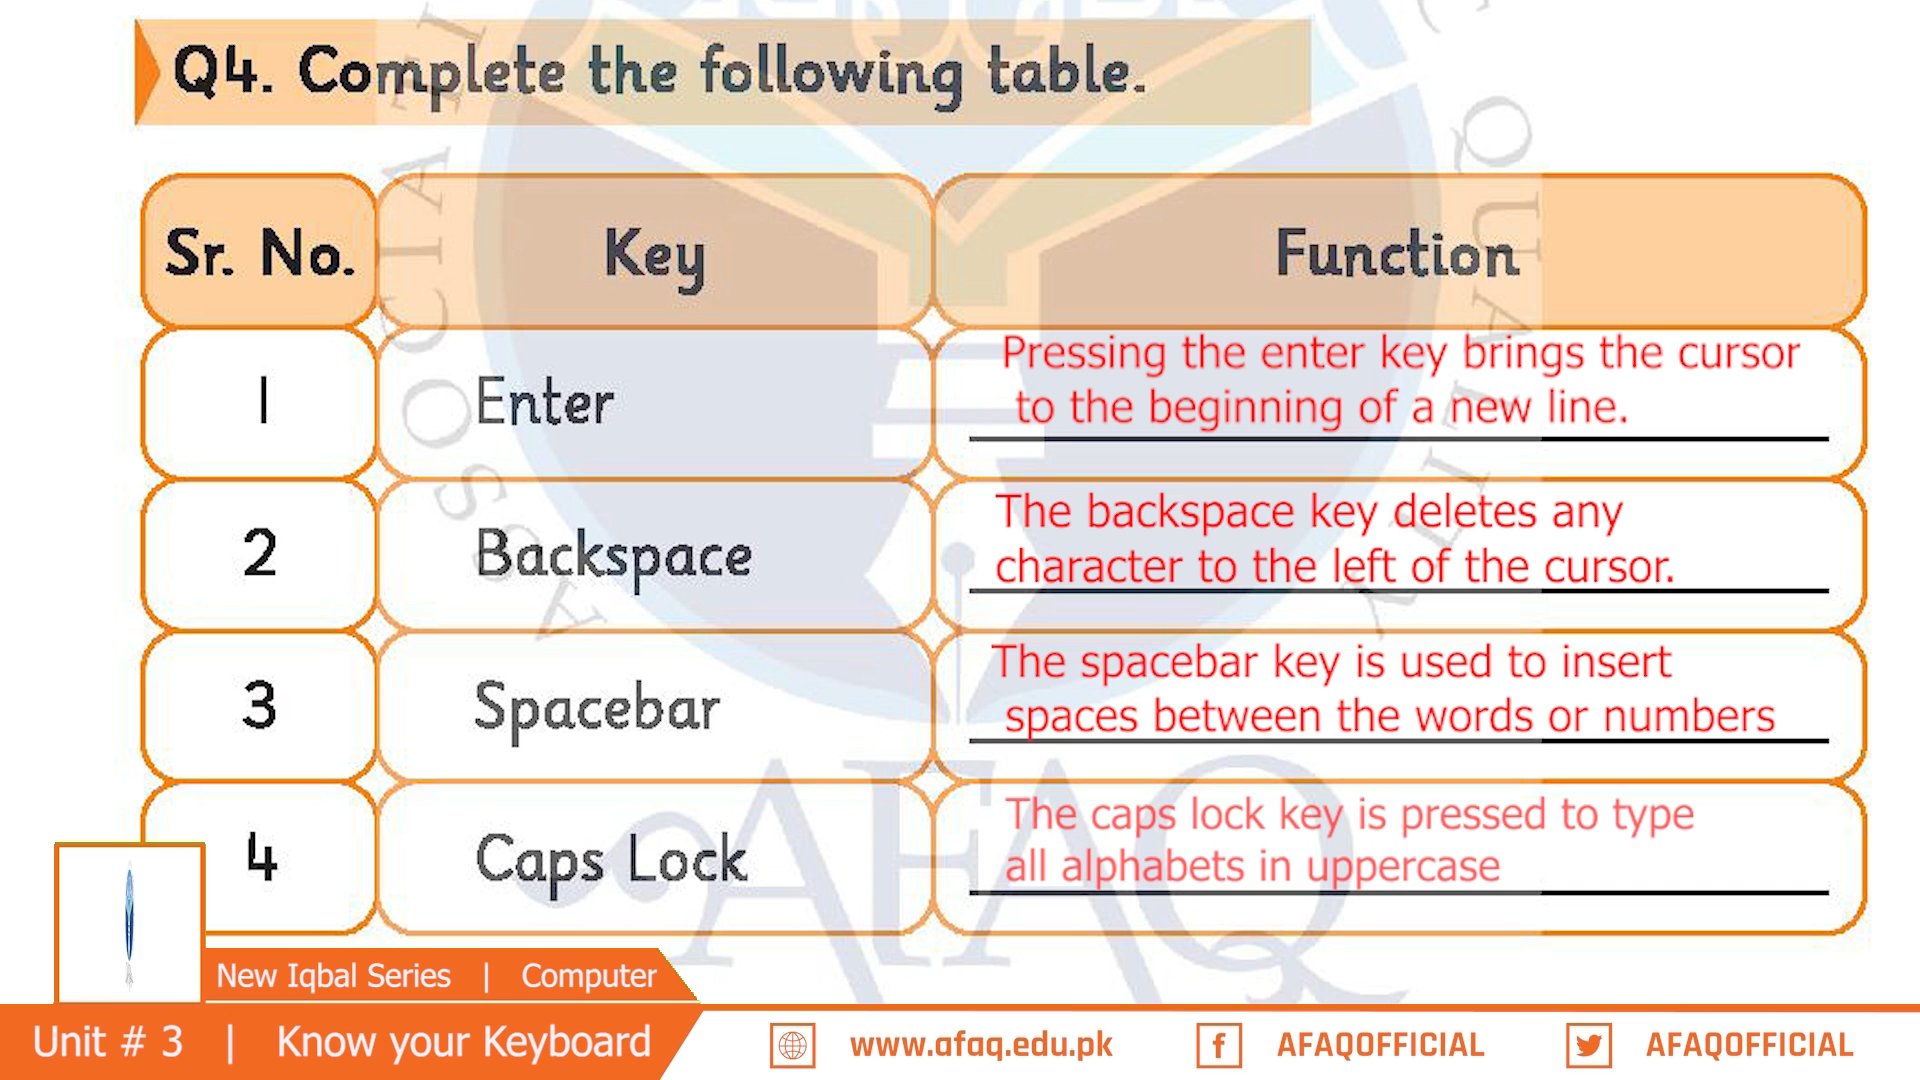 Q4. Complete the following table.
Sr. No. Key Function
1 Enter Pressing the enter key brings the cursor
to the beginning of a new line.
2 Backspace The backspace key deletes any
character to the left of the cursor.
3 Spacebar The spacebar key is used to insert
spaces between the words or numbers
4 Caps Lock The caps lock key is pressed to type
all alphabets in uppercase
AFAQ
New Iqbal Series | Computer
Unit # 3 | Know your Keyboard
www.afaq.edu.pk
AFAQOFFICIAL
AFAQOFFICIAL